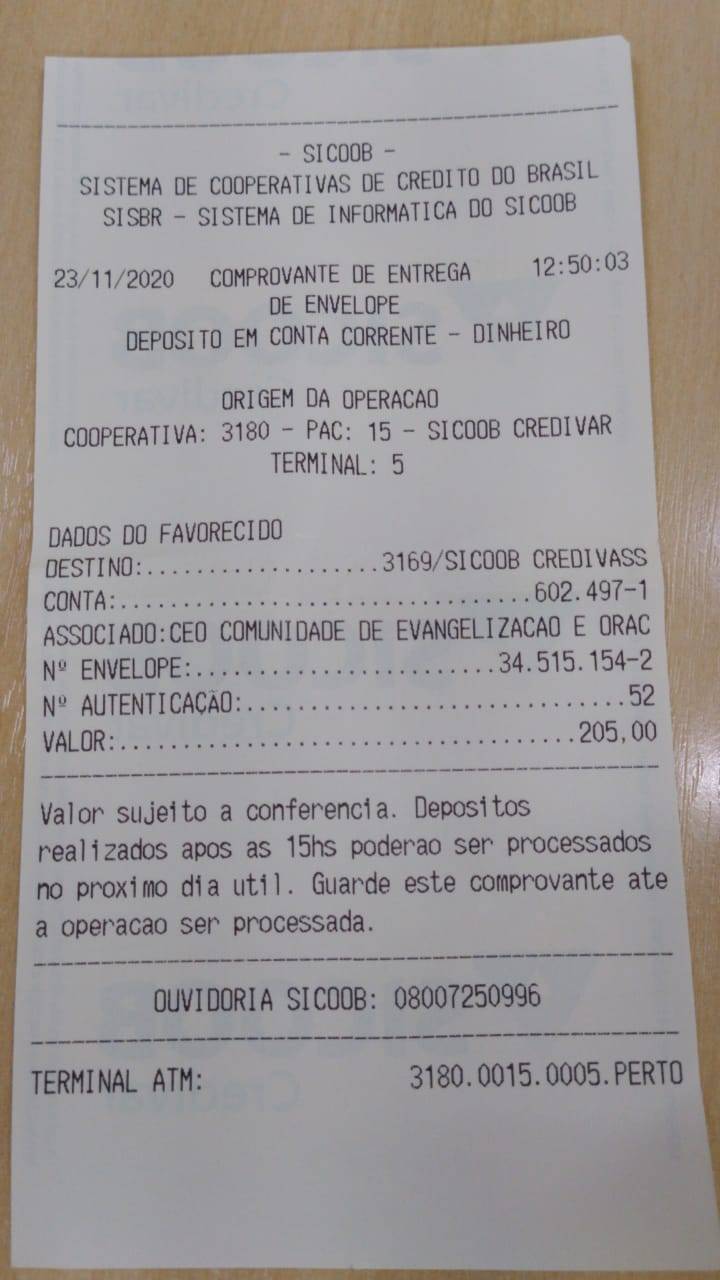 - SICOOB -
SISTEMA DE COOPERATIVAS DE CREDITO DO BRASIL
SISBR - SISTEMA DE INFORMATICA DO SICOOB
23/11/2020 COMPROVANTE DE ENTREGA 12:50:03
DE ENVELOPE
DEPOSITO EM CONTA CORRENTE - DINHEIRO
ORIGEM DA OPERACAO
COOPERATIVA: 3180 - PAC: 15 - SICOOB CREDIVAR
TERMINAL: 5
DADOS DO FAVORECIDO
DESTINO:...................3169/SICOOB CREDIVASS
CONTA:..................................602.497-1
ASSOCIADO:CEO COMUNIDADE DE EVANGELIZACAO E ORAC
Nº ENVELOPE:.........................34.515.154-2
Nº AUTENTICAÇÃO:................................52
VALOR:......................................205,00
Valor sujeito a conferencia. Depositos
realizados apos as 15hs poderao ser processados
no proximo dia util. Guarde este comprovante ate
a operacao ser processada.
OUVIDORIA SICOOB: 08007250996
TERMINAL ATM: 3180.0015.0005.PERTO